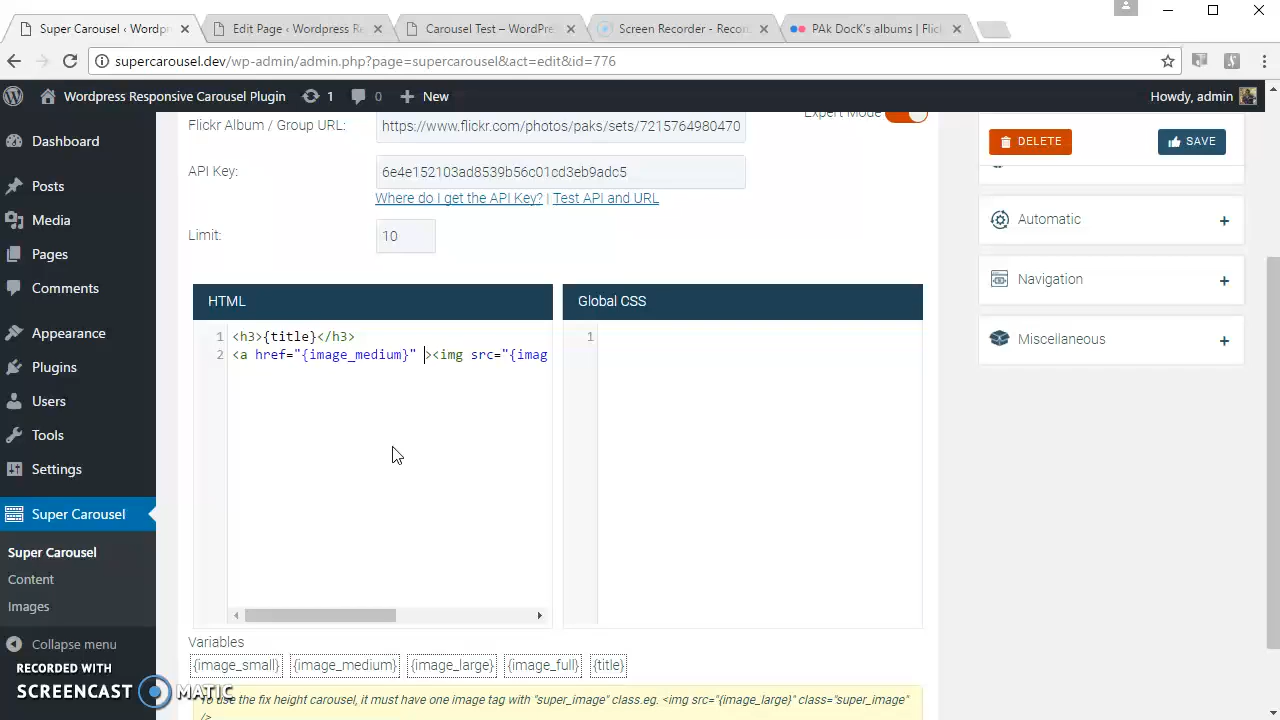 Super Carousel ‹ Wordpr
Edit Page ‹ Wordpress R
Carousel Test – WordPre
Screen Recorder - Recor
PAk DocK's albums | Flick
supercarousel.dev/wp-admin/admin.php?page=supercarousel&act=edit&id=776
Wordpress Responsive Carousel Plugin 1 0 New Howdy, admin
Dashboard
Posts
Media
Pages
Comments
Appearance
Plugins
Users
Tools
Settings
Super Carousel
Super Carousel
Content
Images
Collapse menu
Flickr Album / Group URL: https://www.flickr.com/photos/paks/sets/7215764980470
Expert Mode
API Key: 6e4e152103ad8539b56c01cd3eb9adc5
Where do I get the API Key? | Test API and URL
Limit: 10
HTML
1 <h3>{title}</h3>
2 <a href="{image_medium}" ><img src="{imag
Global CSS
1
Variables
{image_small} {image_medium} {image_large} {image_full} {title}
To use the fix height carousel, it must have one image tag with "super_image" class.eg. <img src="{image_large}" class="super_image"
/>
DELETE SAVE
Automatic +
Navigation +
Miscellaneous +
RECORDED WITH
SCREENCAST MATIC